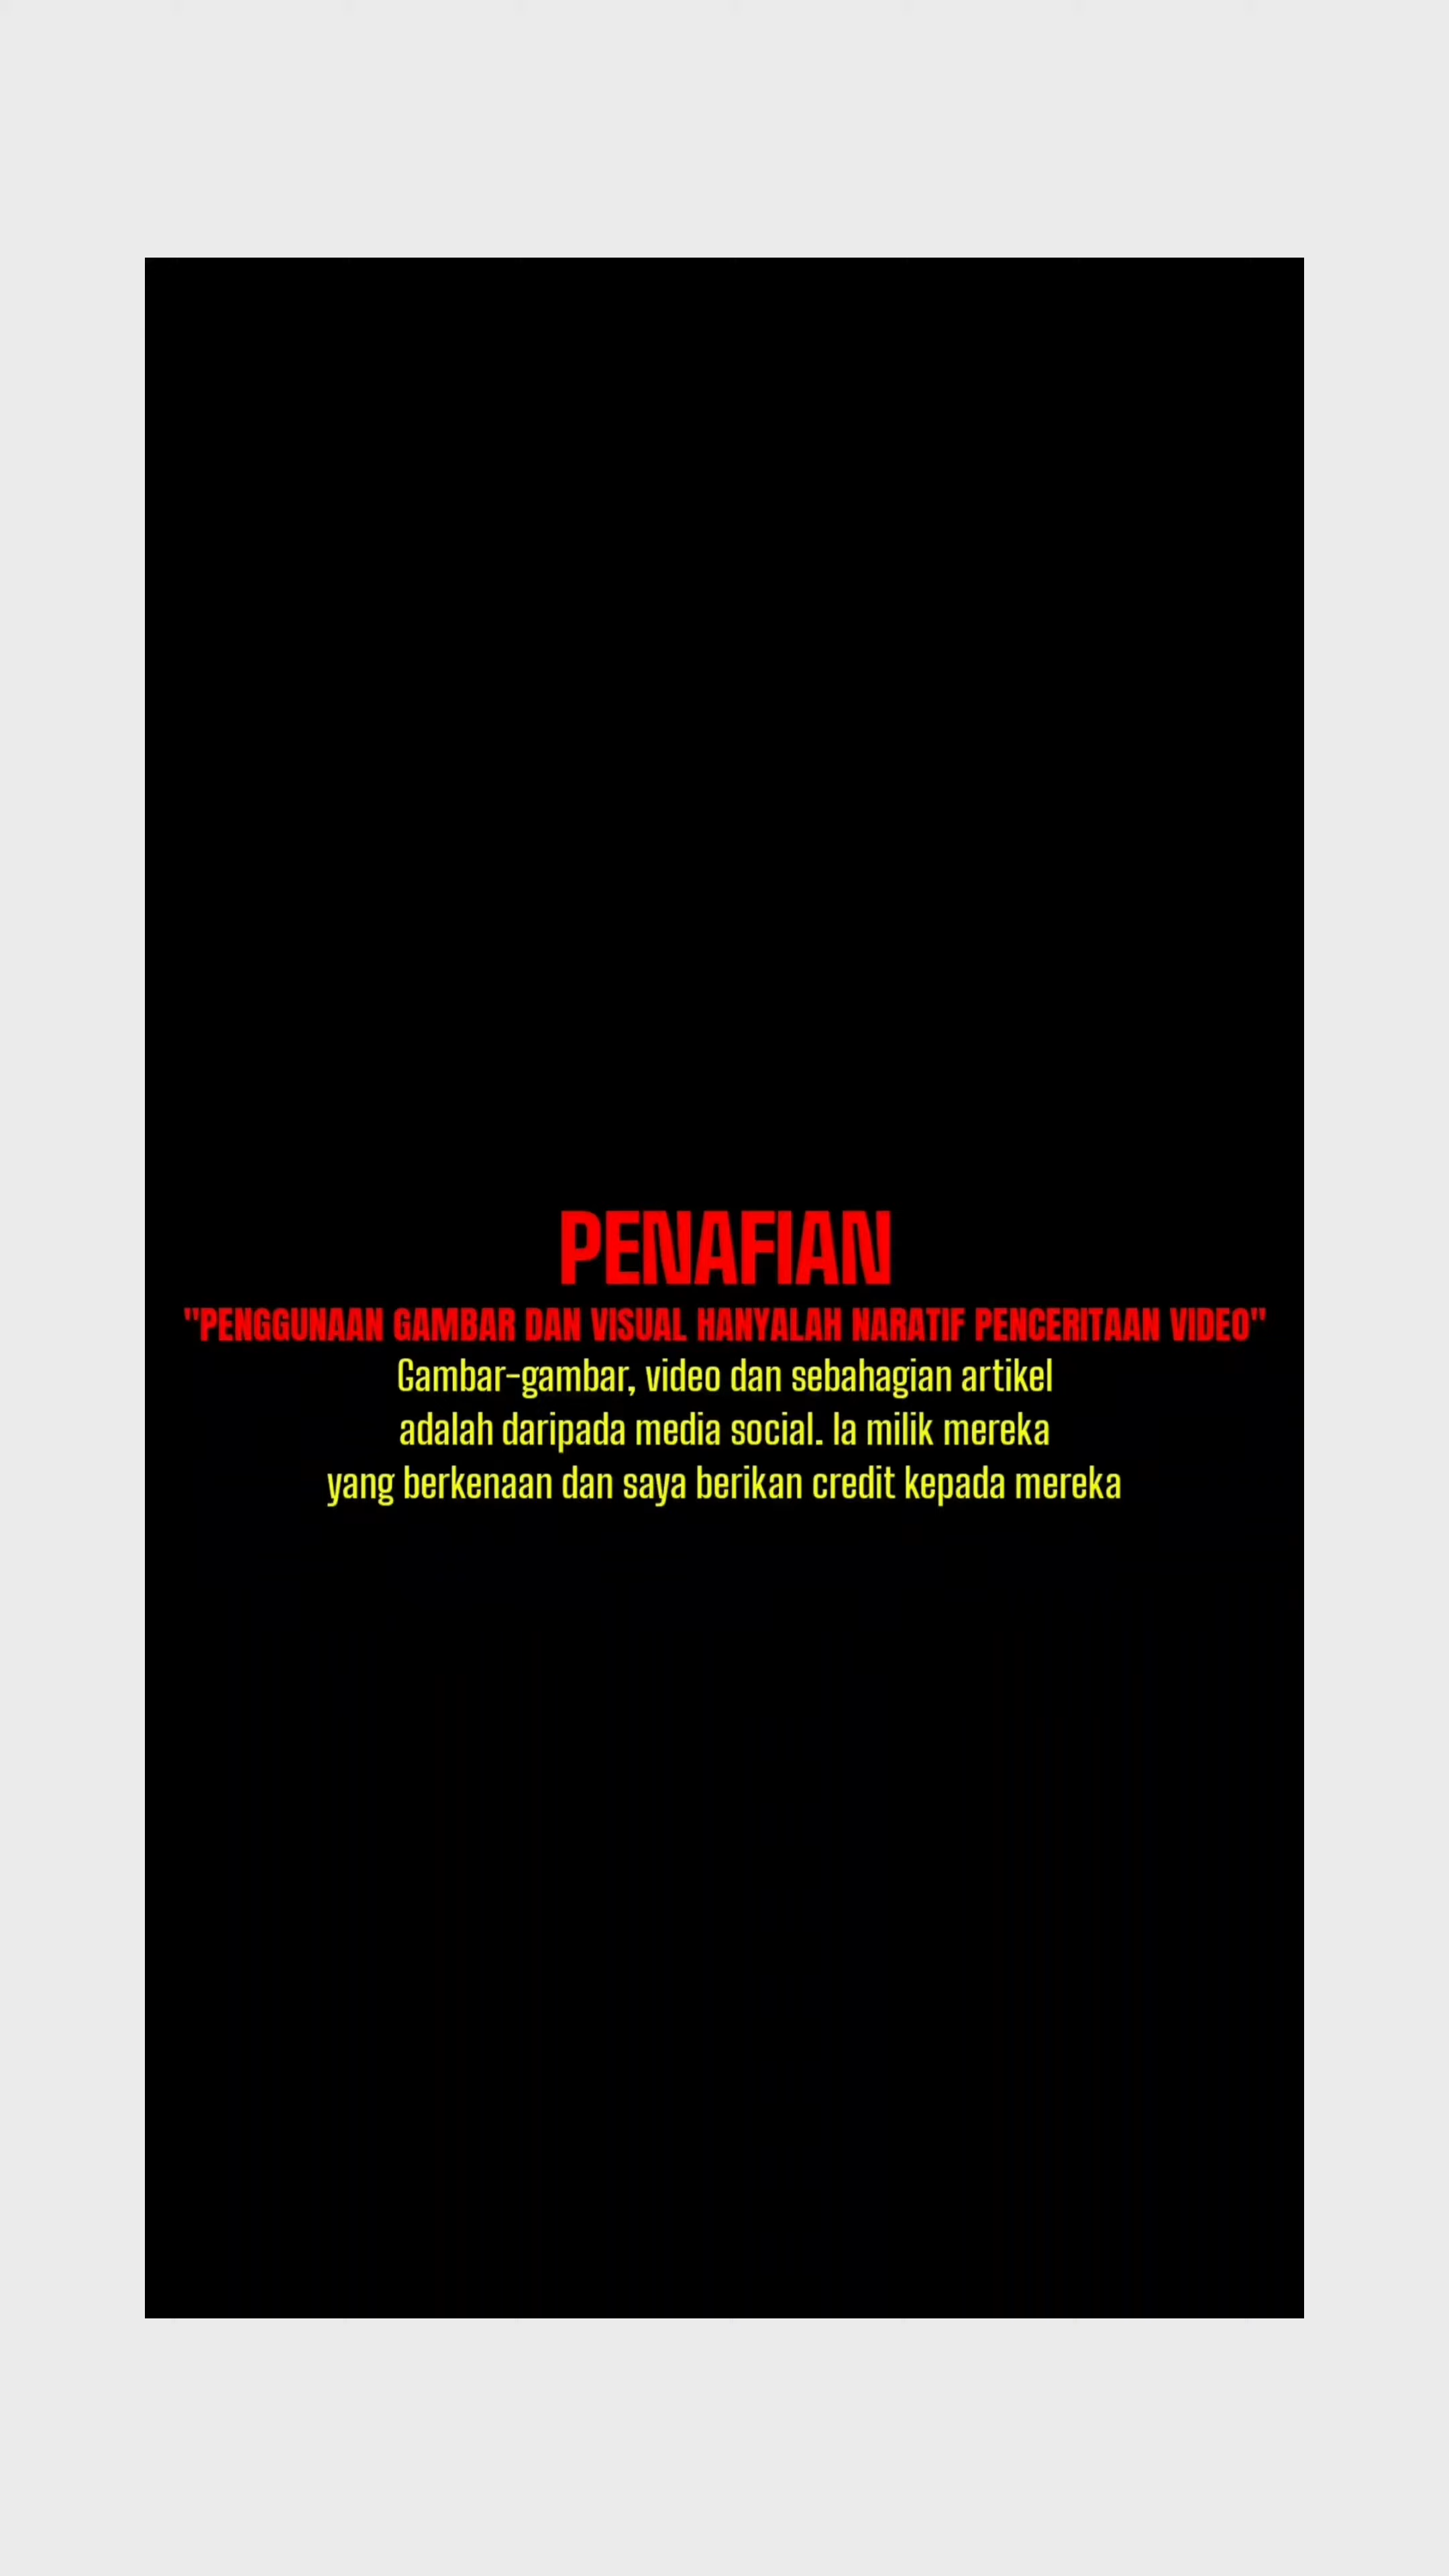 PENAFIAN
"PENGGUNAAN GAMBAR DAN VISUAL HANYALAH NARATIF PENCERITAAN VIDEO"
Gambar-gambar, video dan sebahagian artikel
adalah daripada media social. Ia milik mereka
yang berkenaan dan saya berikan credit kepada mereka